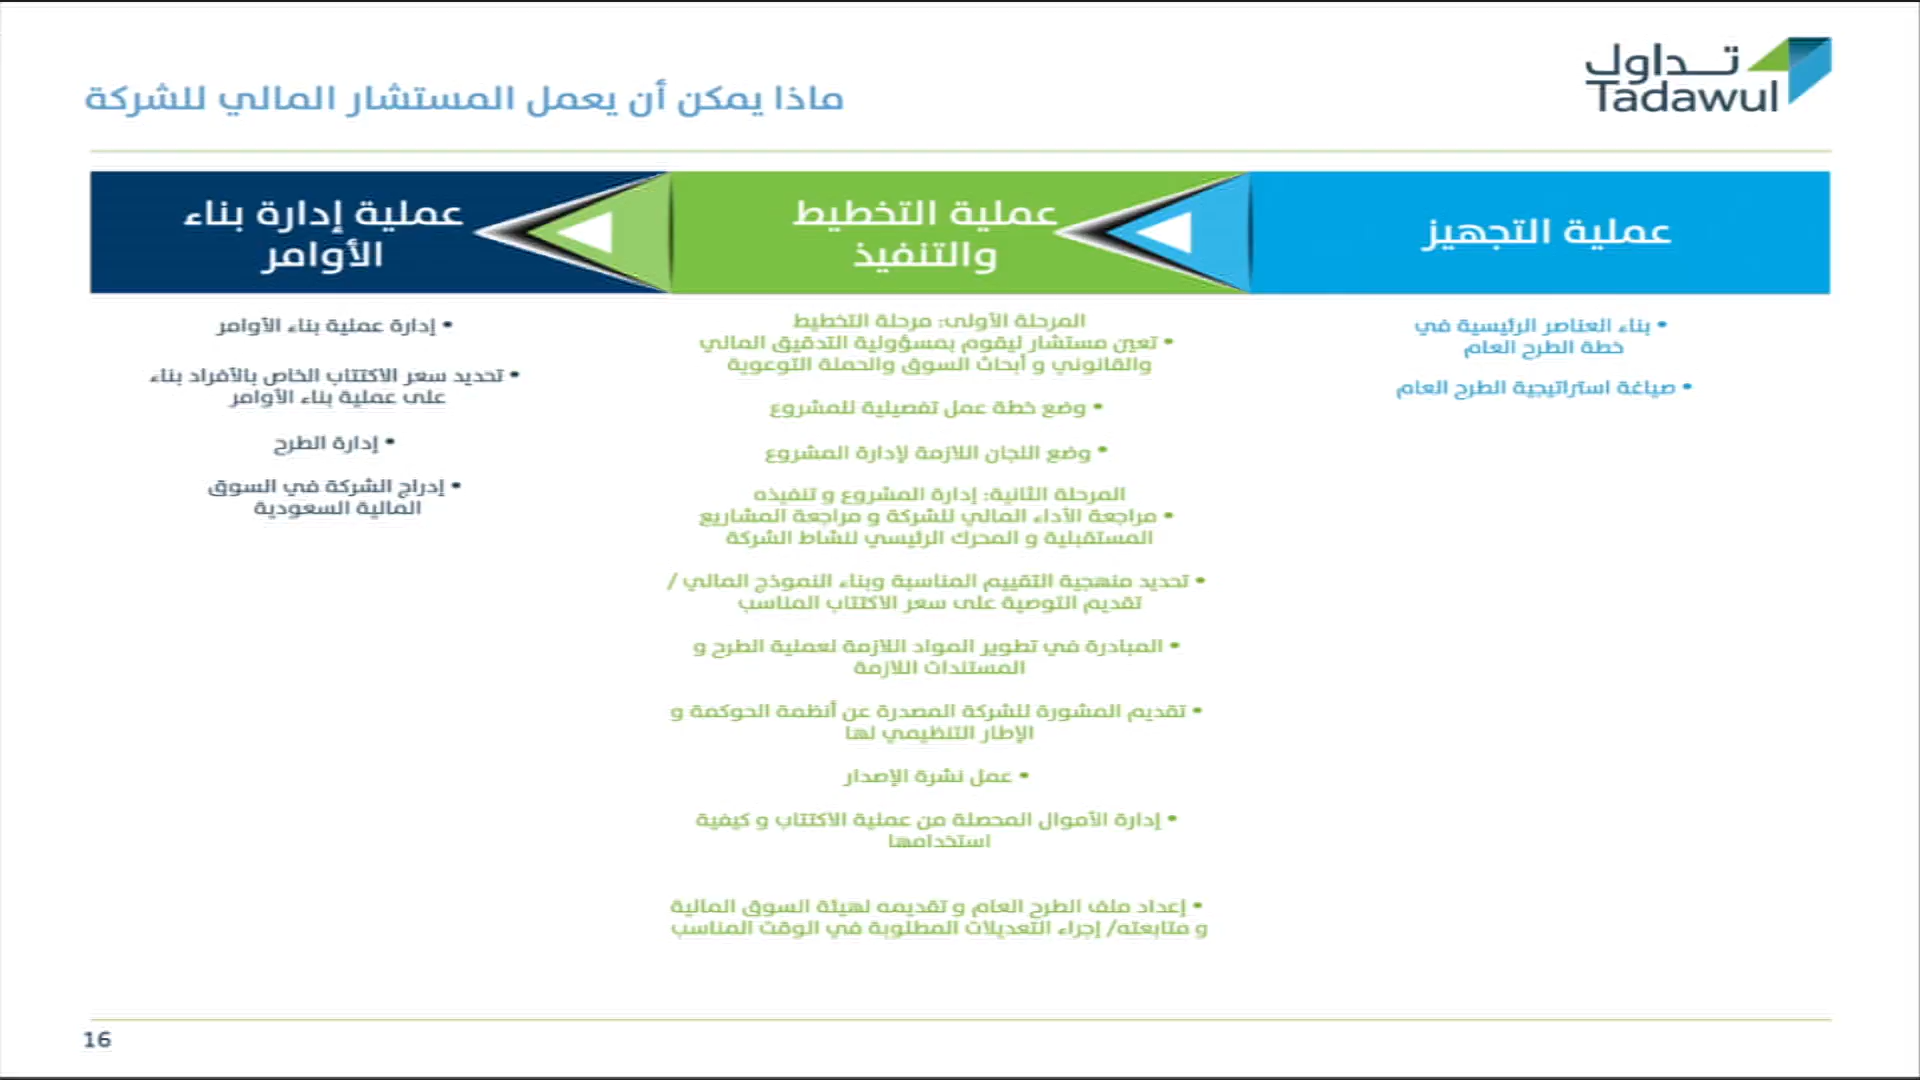 تـــداول
Tadawul
ماذا يمكن أن يعمل المستشار المالي للشركة
عملية التجهيز
عملية التخطيط
والتنفيذ
عملية إدارة بناء
الأوامر
• بناء العناصر الرئيسية في
خطة الطرح العام
• صياغة استراتيجية الطرح العام
المرحلة الأولى: مرحلة التخطيط
• تعين مستشار ليقوم بمسؤولية التدقيق المالي
والقانوني و أبحاث السوق والحملة التوعوية
• وضع خطة عمل تفصيلية للمشروع
• وضع اللجان اللازمة لإدارة المشروع
المرحلة الثانية: إدارة المشروع و تنفيذه
• مراجعة الأداء المالي للشركة و مراجعة المشاريع
المستقبلية و المحرك الرئيسي لنشاط الشركة
• تحديد منهجية التقييم المناسبة وبناء النموذج المالي /
تقديم التوصية على سعر الاكتتاب المناسب
• المبادرة في تطوير المواد اللازمة لعملية الطرح و
المستندات اللازمة
• تقديم المشورة للشركة المصدرة عن أنظمة الحوكمة و
الإطار التنظيمي لها
• عمل نشرة الإصدار
• إدارة الأموال المحصلة من عملية الاكتتاب و كيفية
استخدامها
• إعداد ملف الطرح العام و تقديمه لهيئة السوق المالية
و متابعته/ إجراء التعديلات المطلوبة في الوقت المناسب
• إدارة عملية بناء الأوامر
• تحديد سعر الاكتتاب الخاص بالأفراد بناء
على عملية بناء الأوامر
• إدارة الطرح
• إدراج الشركة في السوق
المالية السعودية
16